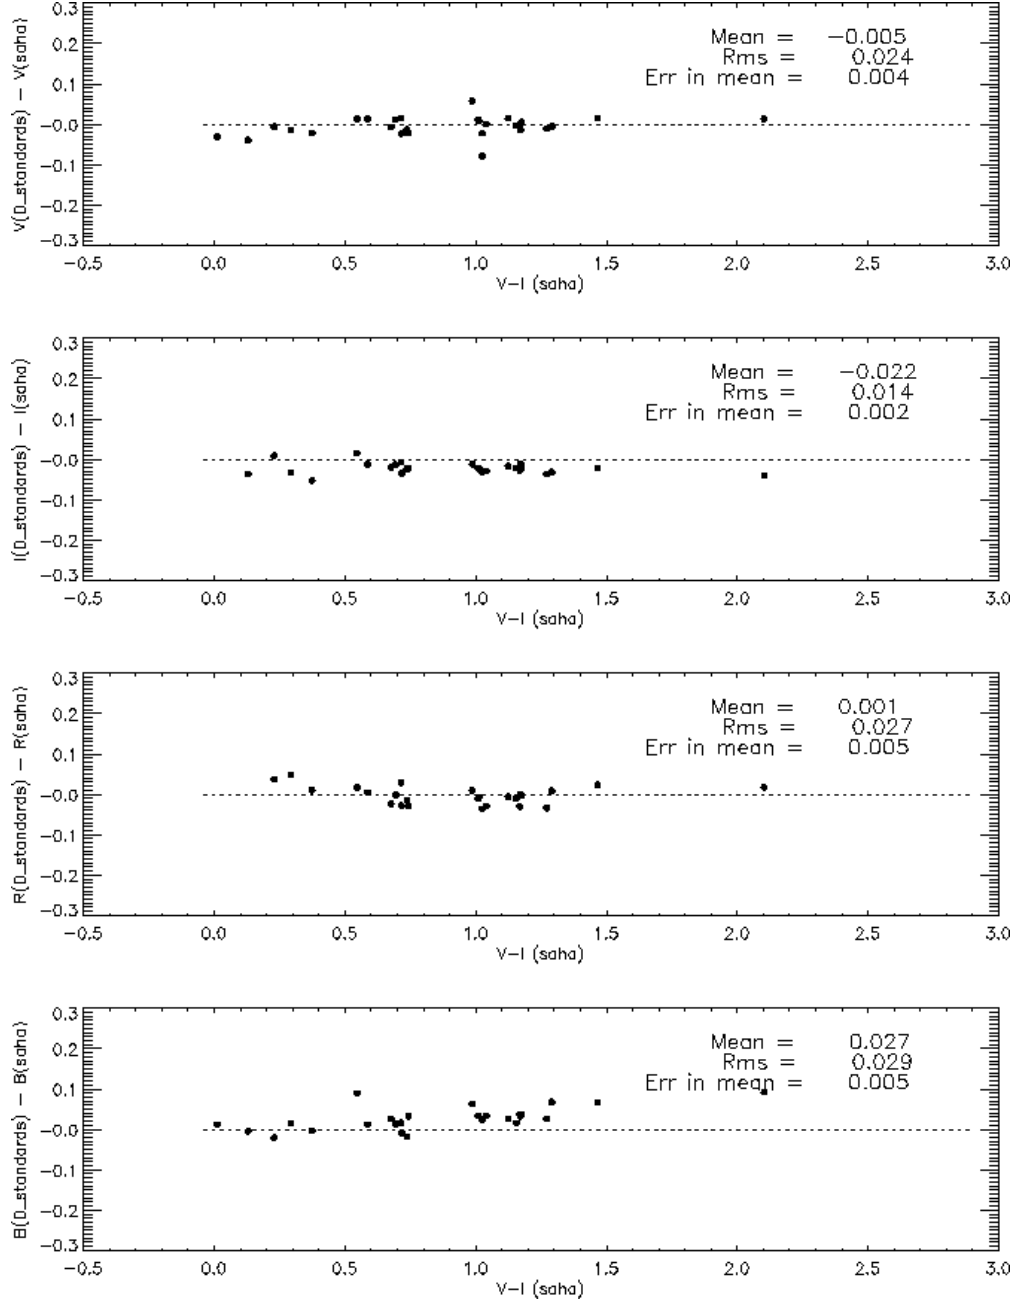 V(D_standards) - V(saha)
0.3
0.2
0.1
-0.0
-0.1
-0.2
-0.3
Mean = -0.005
Rms = 0.024
Err in mean = 0.004
-0.5 0.0 0.5 1.0 1.5 2.0 2.5 3.0
V-I (saha)
I(D_standards) - I(saha)
0.3
0.2
0.1
-0.0
-0.1
-0.2
-0.3
Mean = -0.022
Rms = 0.014
Err in mean = 0.002
-0.5 0.0 0.5 1.0 1.5 2.0 2.5 3.0
V-I (saha)
R(D_standards) - R(saha)
0.3
0.2
0.1
-0.0
-0.1
-0.2
-0.3
Mean = 0.001
Rms = 0.027
Err in mean = 0.005
-0.5 0.0 0.5 1.0 1.5 2.0 2.5 3.0
V-I (saha)
B(D_standards) - B(saha)
0.3
0.2
0.1
-0.0
-0.1
-0.2
-0.3
Mean = 0.027
Rms = 0.029
Err in mean = 0.005
-0.5 0.0 0.5 1.0 1.5 2.0 2.5 3.0
V-I (saha)